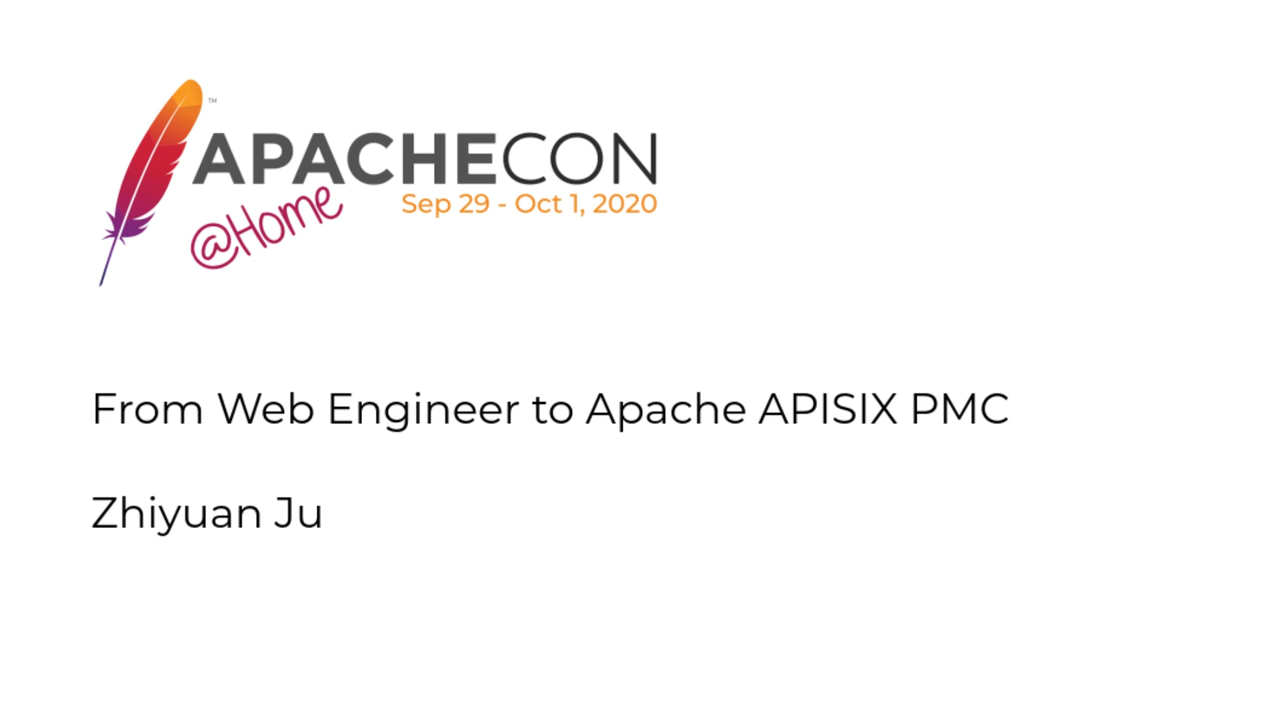 ™
APACHECON
@Home
Sep 29 - Oct 1, 2020
From Web Engineer to Apache APISIX PMC
Zhiyuan Ju